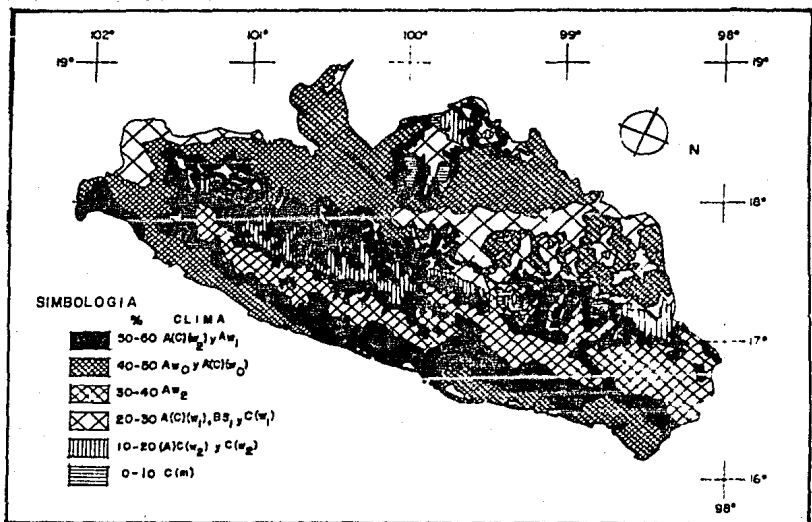 102° 101° 100° 99° 98°
19° 19°
N
18° 18°
SIMBOLOGIA
% CLIMA
50-60 A(C)(w₂) y Aw₁
40-50 Aw₀ y A(C)(w₀)
30-40 Aw₂
20-30 A(C)(w₁), BS₁ y C(w₁)
10-20 (A)C(w₂) y C(w₂)
0-10 C(m)
17°
16°
98°